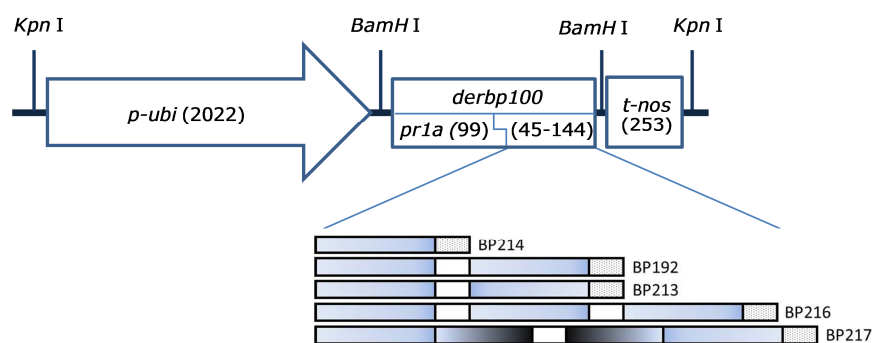 Kpn I BamH I BamH I Kpn I
p-ubi (2022)
derbp100
pr1a (99) (45-144)
t-nos
(253)
BP214
BP192
BP213
BP216
BP217